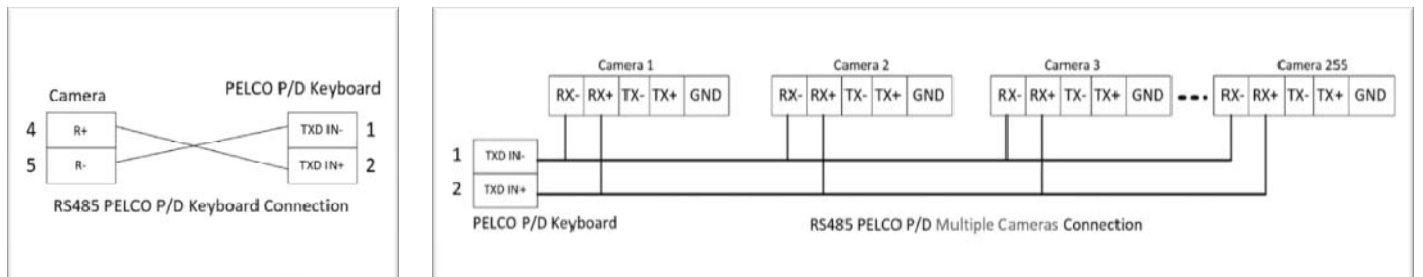 PELCO P/D Keyboard
Camera
4 R+ TXD IN- 1
5 R- TXD IN+ 2
RS485 PELCO P/D Keyboard Connection
Camera 1 Camera 2 Camera 3 Camera 255
RX- RX+ TX- TX+ GND RX- RX+ TX- TX+ GND RX- RX+ TX- TX+ GND RX- RX+ TX- TX+ GND
1 TXD IN-
2 TXD IN+
PELCO P/D Keyboard RS485 PELCO P/D Multiple Cameras Connection